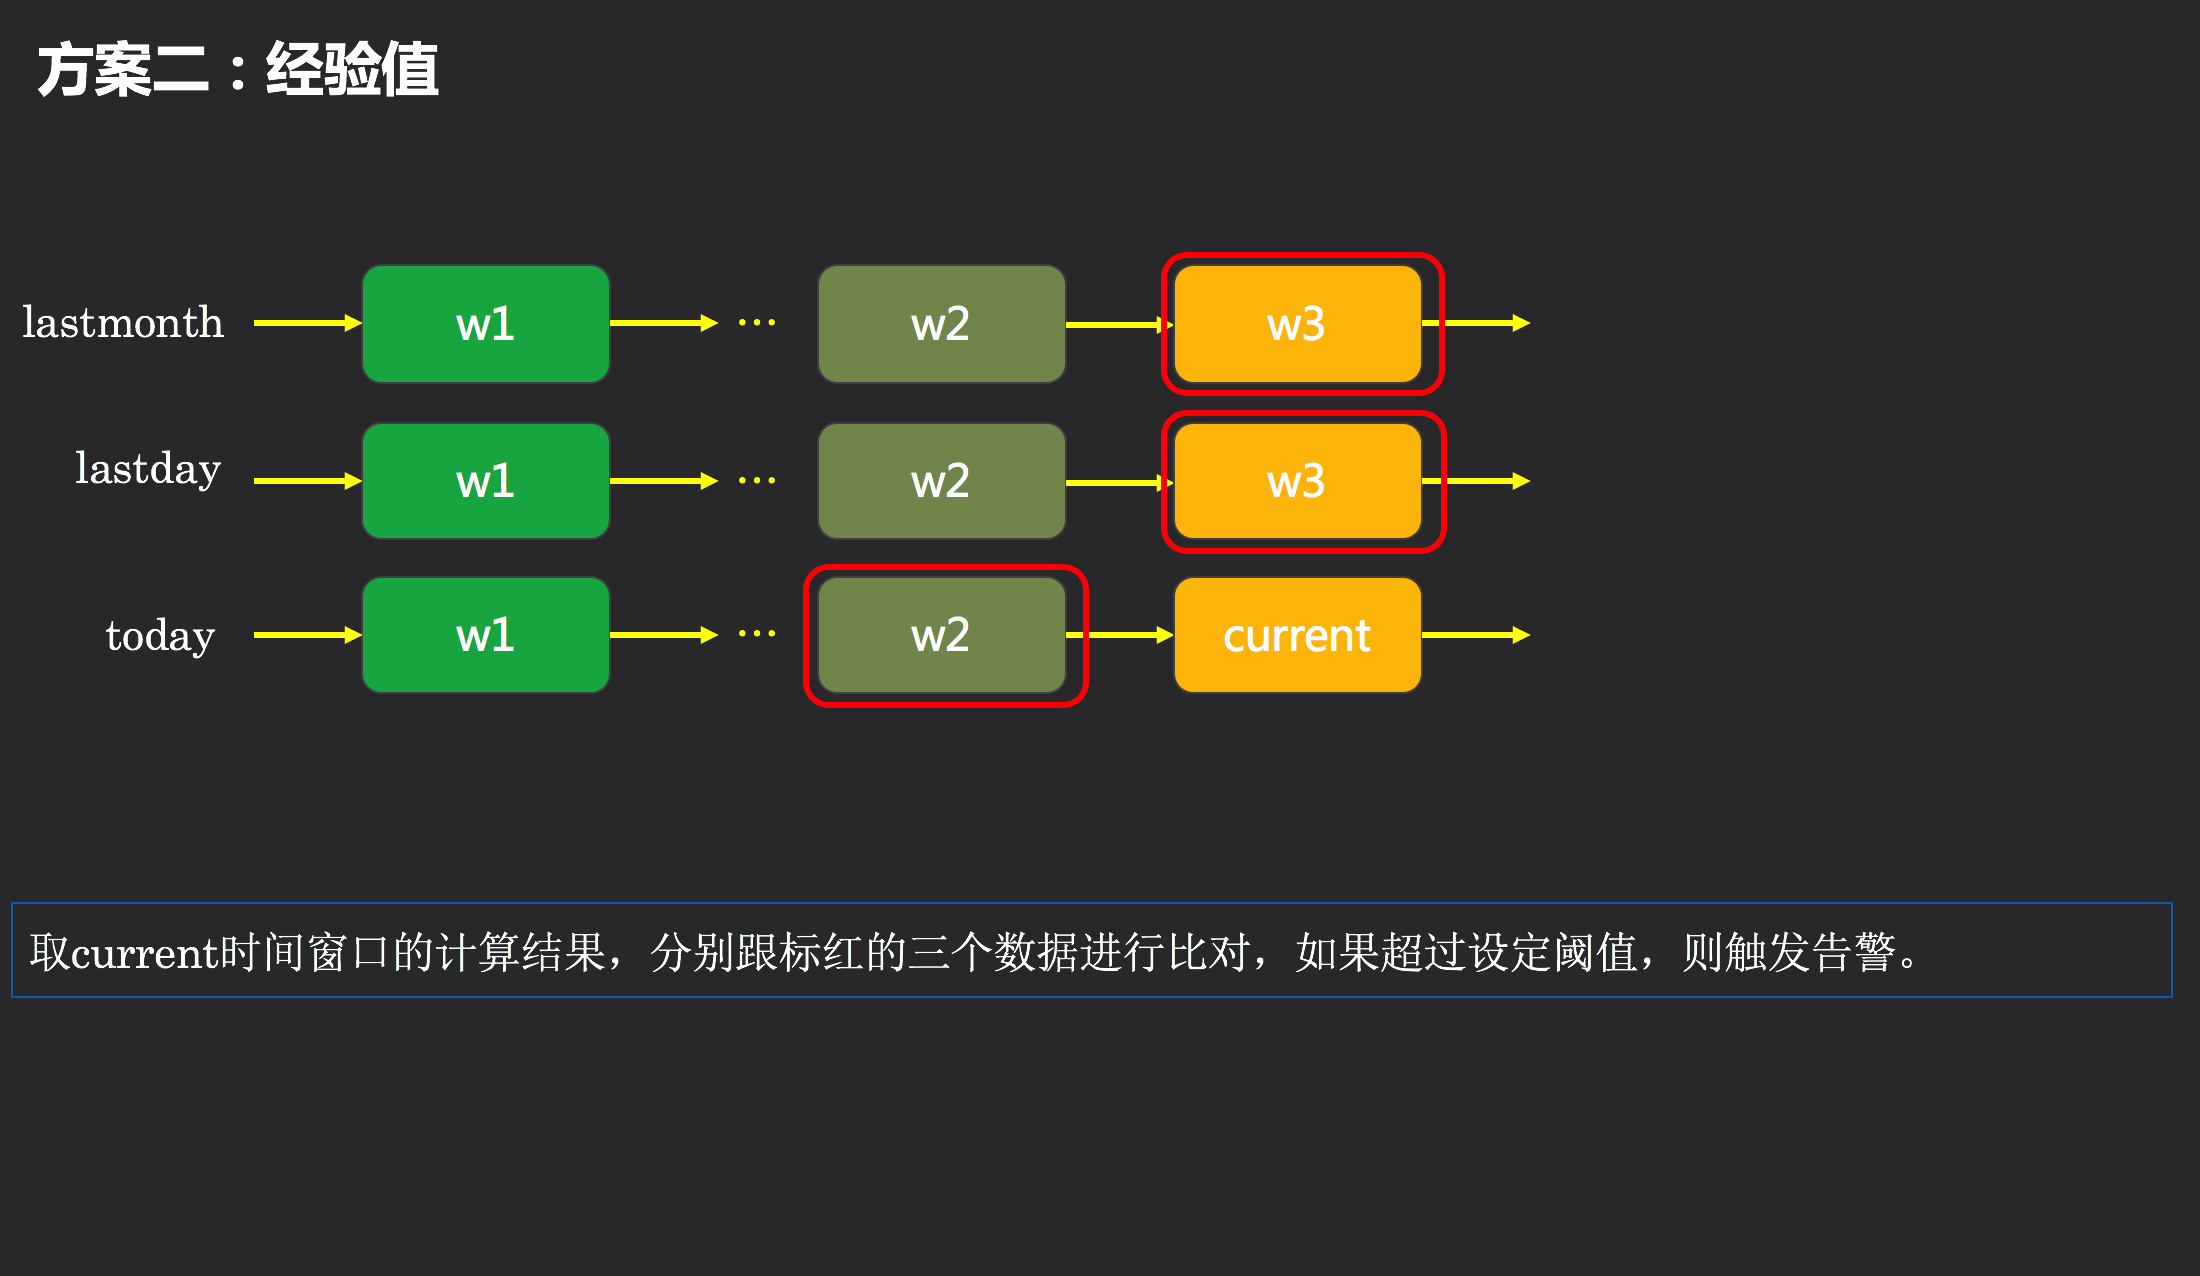 方案二：经验值
lastmonth w1 ... w2 w3
lastday w1 ... w2 w3
today w1 ... w2 current
取current时间窗口的计算结果，分别跟标红的三个数据进行比对，如果超过设定阈值，则触发告警。